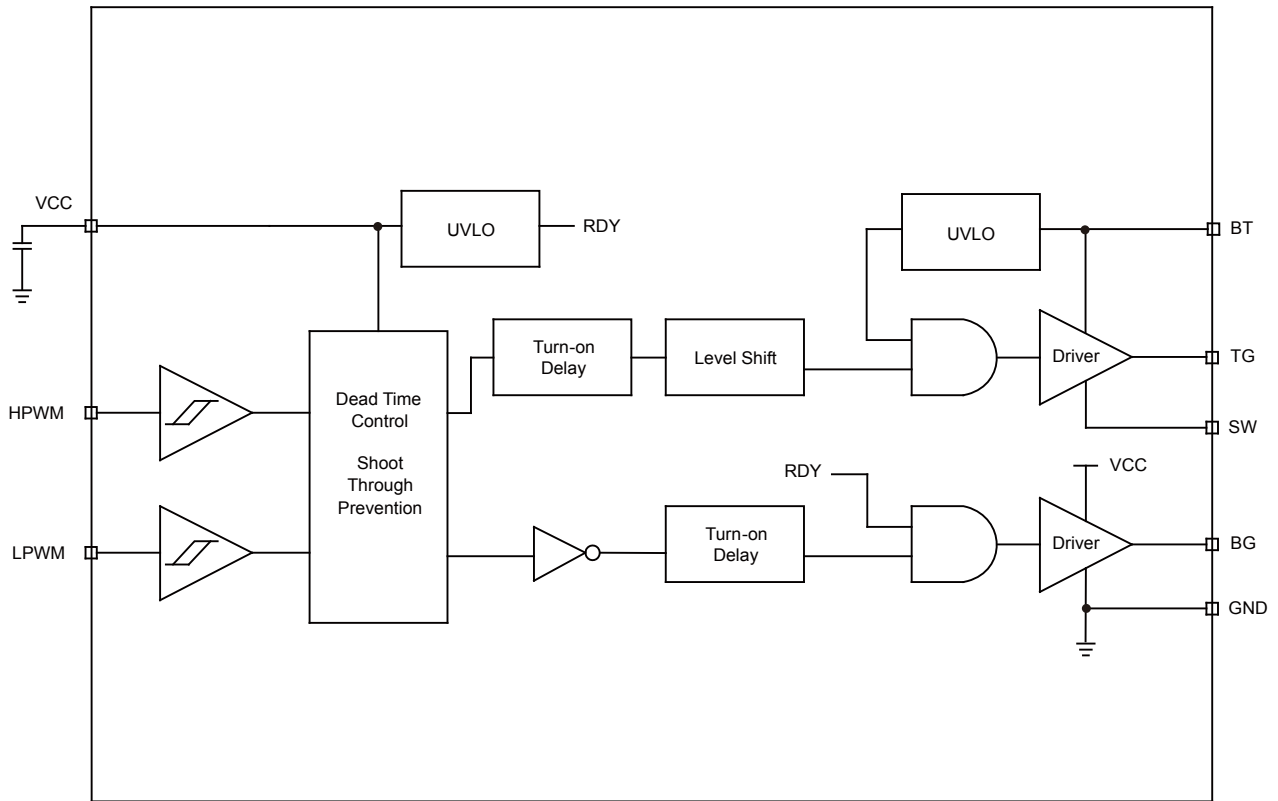 VCC
UVLO
RDY
UVLO
BT
Turn-on
Delay
Level Shift
Driver
TG
HPWM
Dead Time
Control
Shoot
Through
Prevention
SW
RDY
VCC
LPWM
Turn-on
Delay
Driver
BG
GND